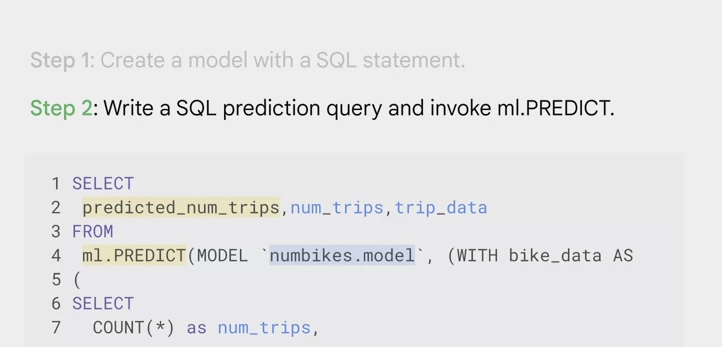 Step 1: Create a model with a SQL statement.
Step 2: Write a SQL prediction query and invoke ml.PREDICT.
1 SELECT
2 predicted_num_trips,num_trips,trip_data
3 FROM
4 ml.PREDICT(MODEL `numbikes.model`, (WITH bike_data AS
5 (
6 SELECT
7 COUNT(*) as num_trips,